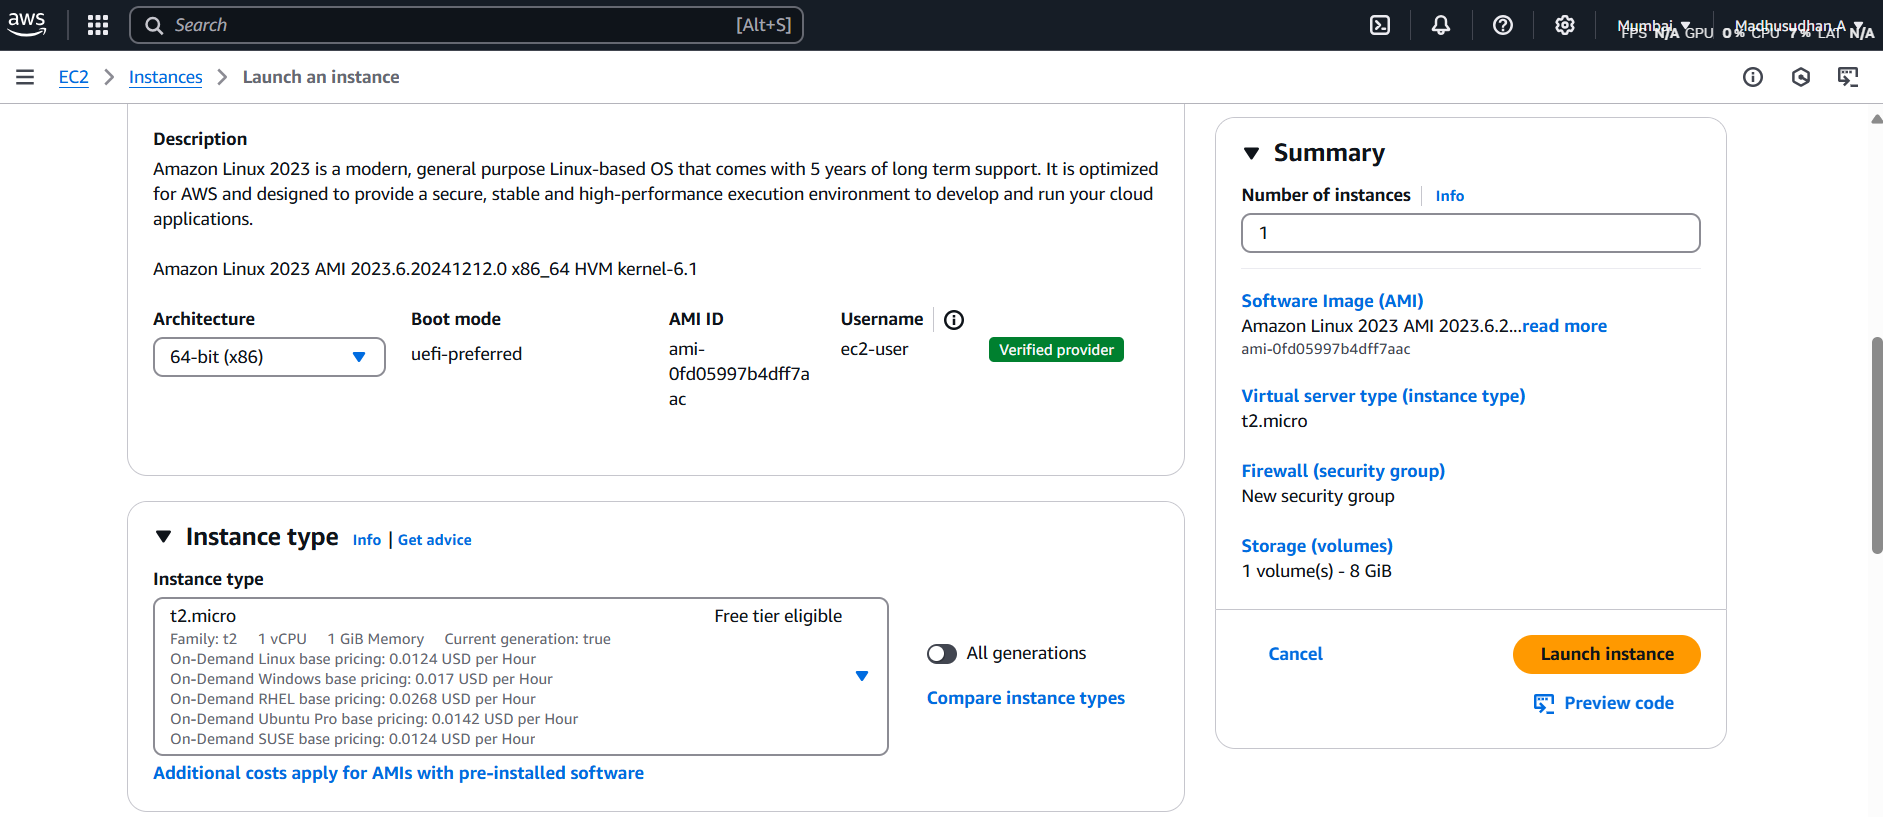 aws
Search [Alt+S]
Mumbai Madhusudhan A
FPS N/A GPU 0% CPU 7% LAT N/A
EC2 Instances Launch an instance
Description
Amazon Linux 2023 is a modern, general purpose Linux-based OS that comes with 5 years of long term support. It is optimized
for AWS and designed to provide a secure, stable and high-performance execution environment to develop and run your cloud
applications.
Amazon Linux 2023 AMI 2023.6.20241212.0 x86_64 HVM kernel-6.1
Architecture
64-bit (x86)
Boot mode
uefi-preferred
AMI ID
ami-
0fd05997b4dff7a
ac
Username
ec2-user
Verified provider
Instance type Info | Get advice
Instance type
t2.micro Free tier eligible
Family: t2 1 vCPU 1 GiB Memory Current generation: true
On-Demand Linux base pricing: 0.0124 USD per Hour
On-Demand Windows base pricing: 0.017 USD per Hour
On-Demand RHEL base pricing: 0.0268 USD per Hour
On-Demand Ubuntu Pro base pricing: 0.0142 USD per Hour
On-Demand SUSE base pricing: 0.0124 USD per Hour
All generations
Compare instance types
Additional costs apply for AMIs with pre-installed software
Summary
Number of instances Info
1
Software Image (AMI)
Amazon Linux 2023 AMI 2023.6.2...read more
ami-0fd05997b4dff7aac
Virtual server type (instance type)
t2.micro
Firewall (security group)
New security group
Storage (volumes)
1 volume(s) - 8 GiB
Cancel
Launch instance
Preview code